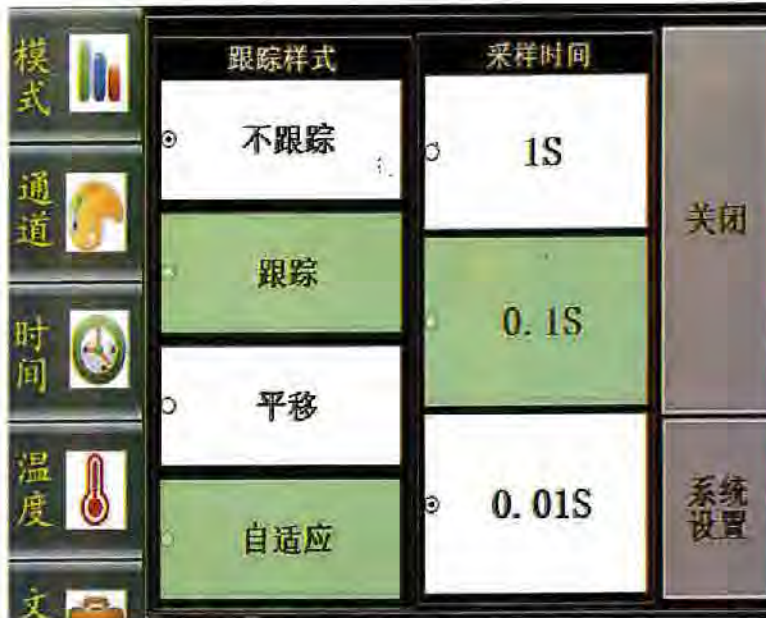 模式
通道
时间
温度
文
跟踪样式
不跟踪
跟踪
平移
自适应
采样时间
1S
0.1S
0.01S
关闭
系统
设置